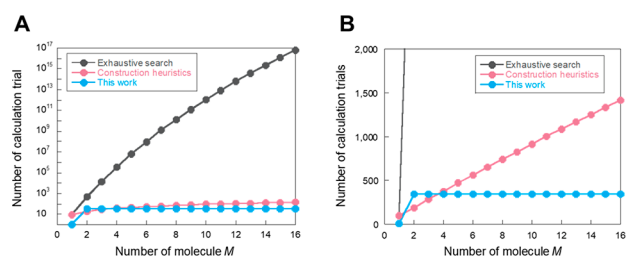 A
Number of calculation trial
10^17
10^15
10^13
10^11
10^9
10^7
10^5
10^3
10
Exhaustive search
Construction heuristics
This work
0 2 4 6 8 10 12 14 16
Number of molecule M
B
Number of calculation trials
2,000
1,500
1,000
500
0
Exhaustive search
Construction heuristics
This work
0 2 4 6 8 10 12 14 16
Number of molecule M